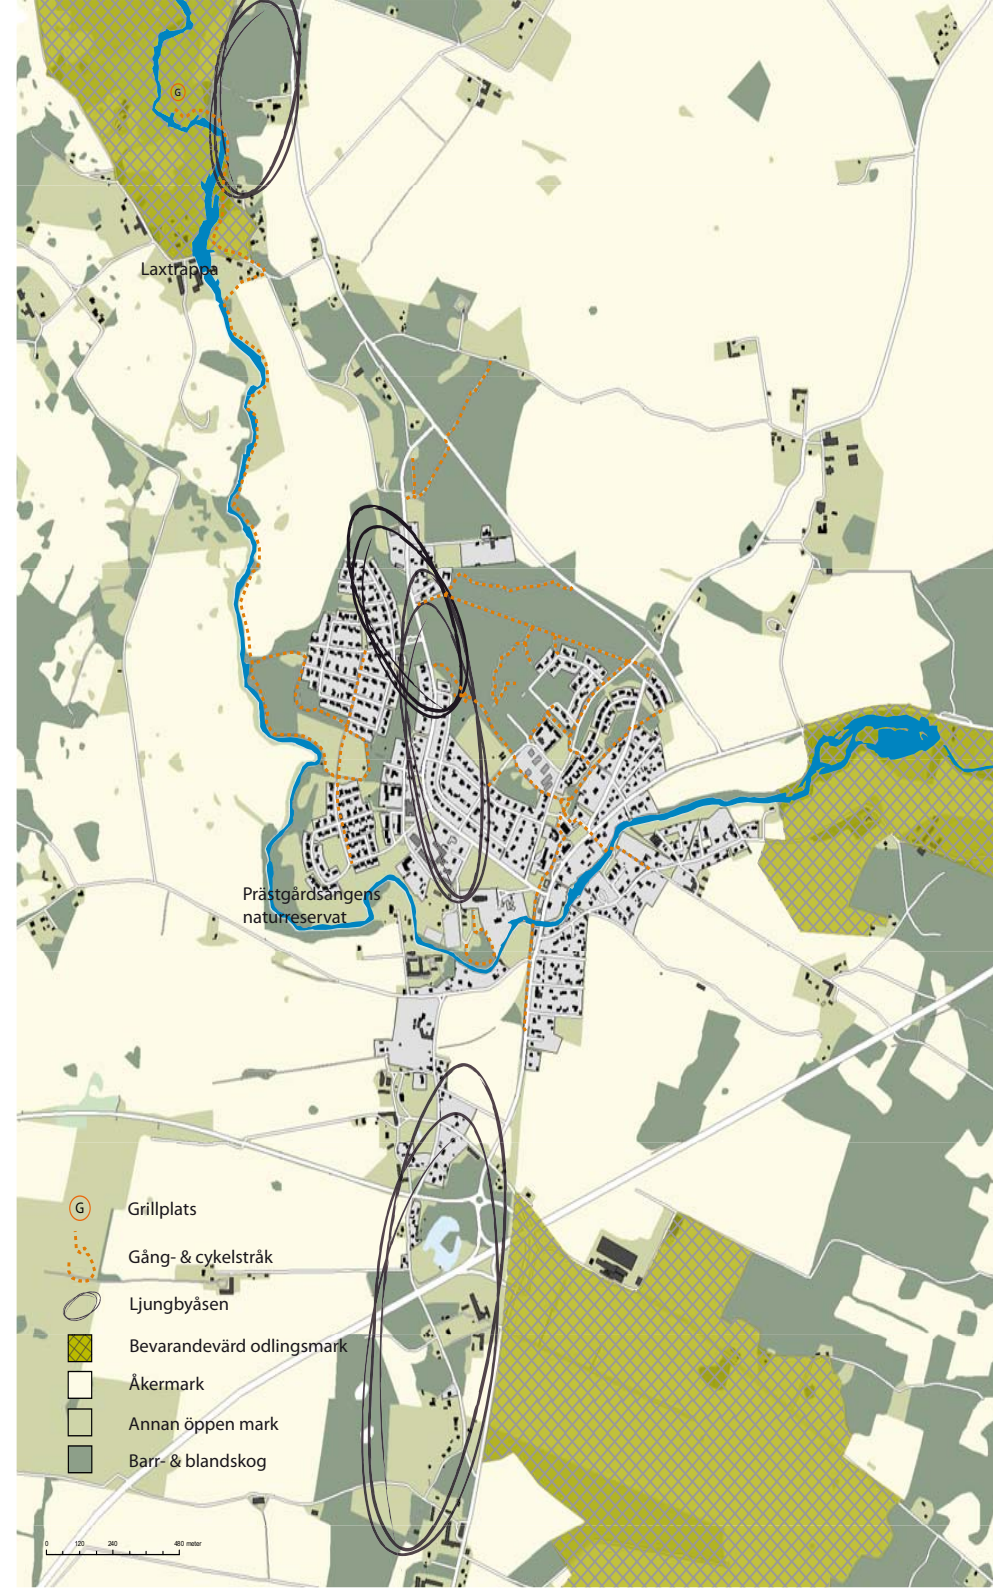 G
Laxtrappa
Prästgårdsängens
naturreservat
G
Grillplats
Gång- & cykelstråk
Ljungbyåsen
Bevarandevärd odlingsmark
Åkermark
Annan öppen mark
Barr- & blandskog
0 120 240 480 meter